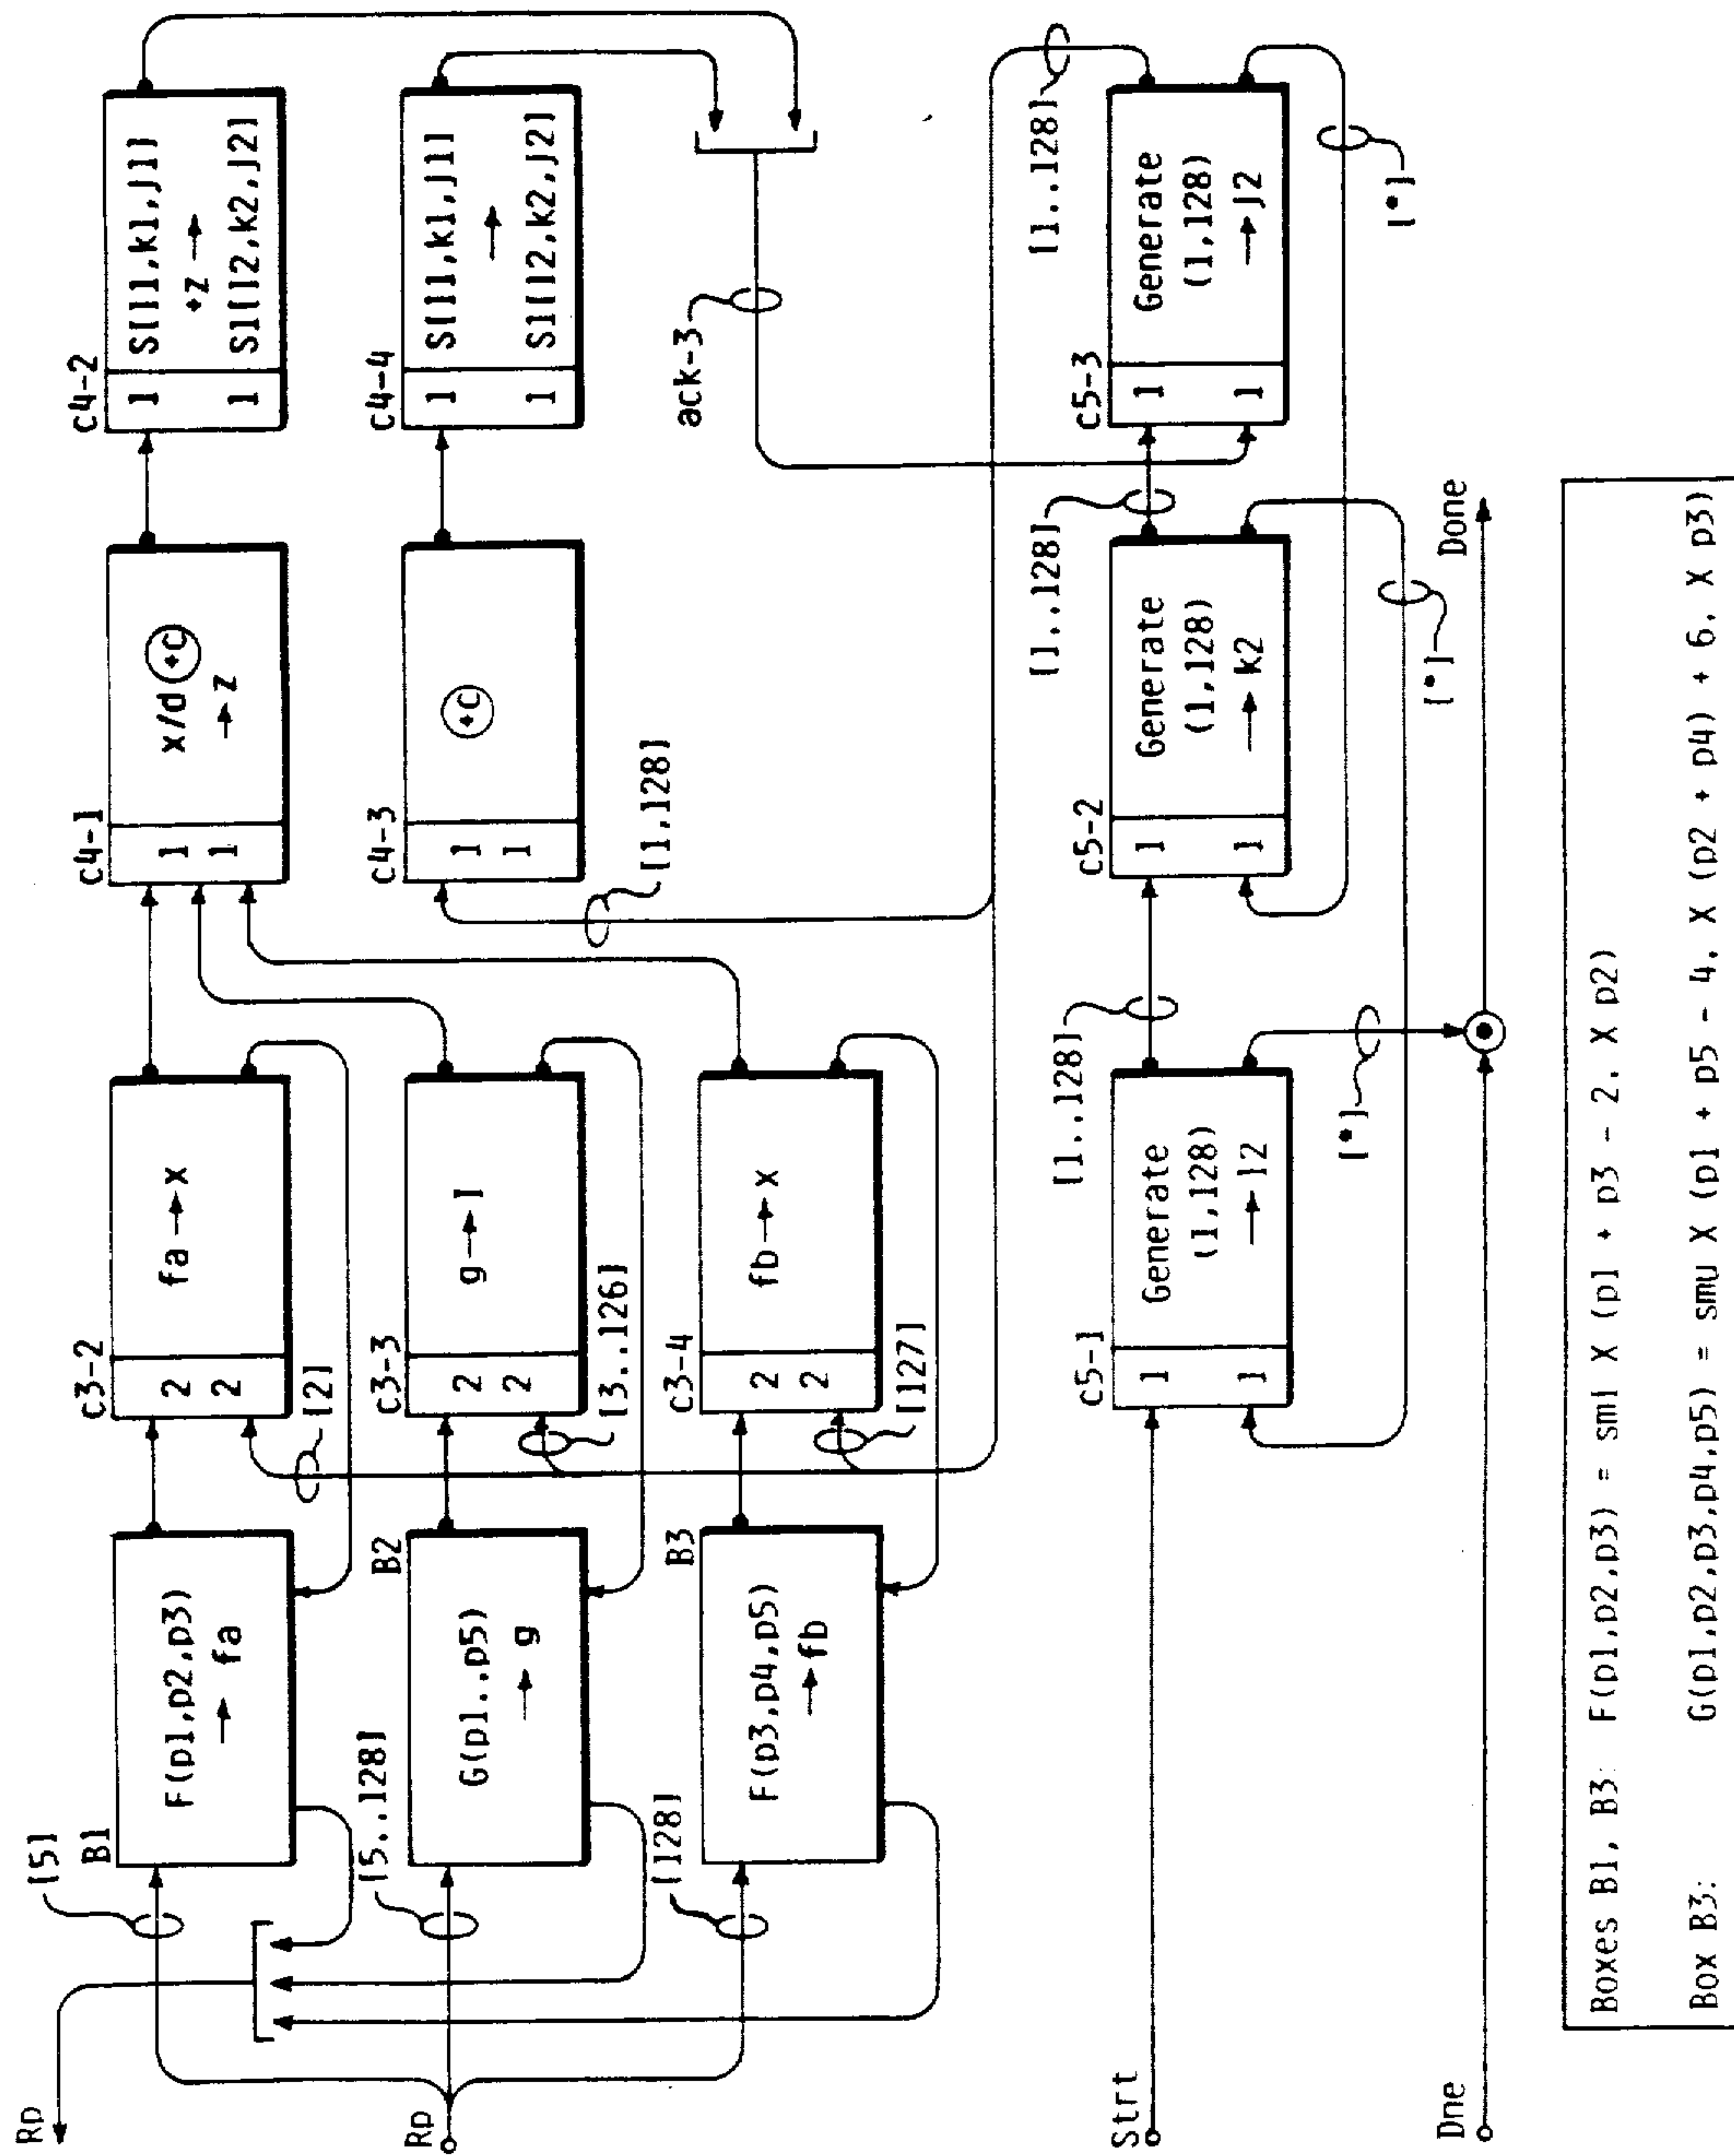 Rp
Rp
[5]
B1
F(p1,p2,p3)
→ fa
[5..128]
B2
G(p1..p5)
→ g
[128]
B3
F(p3,p4,p5)
→fb
c3-2
2
2
fa→x
[2]
c3-3
2
2
g→1
[3..126]
c3-4
2
2
fb→x
[127]
c4-1
1
1
x/d +C
→ z
c4-3
1
1
+C
[1,128]
c4-2
1
1
S[l1,k1,j1]
+z →
S1[l2,k2,j2]
c4-4
1
1
S[l1,k1,j1]
→
S1[l2,k2,j2]
ack-3
Strt
c5-1
1
1
Generate
(1,128)
→ l2
[1..128]
[*]
c5-2
1
1
Generate
(1,128)
→ k2
[1..128]
[*]
c5-3
1
1
Generate
(1,128)
→ j2
[1..128]
[*]
Dne
Done
Boxes B1, B3: F(p1,p2,p3) = sml X (p1 + p3 - 2. X p2)
Box B3: G(p1,p2,p3,p4,p5) = smu X (p1 + p5 - 4. X (p2 + p4) + 6. X p3)